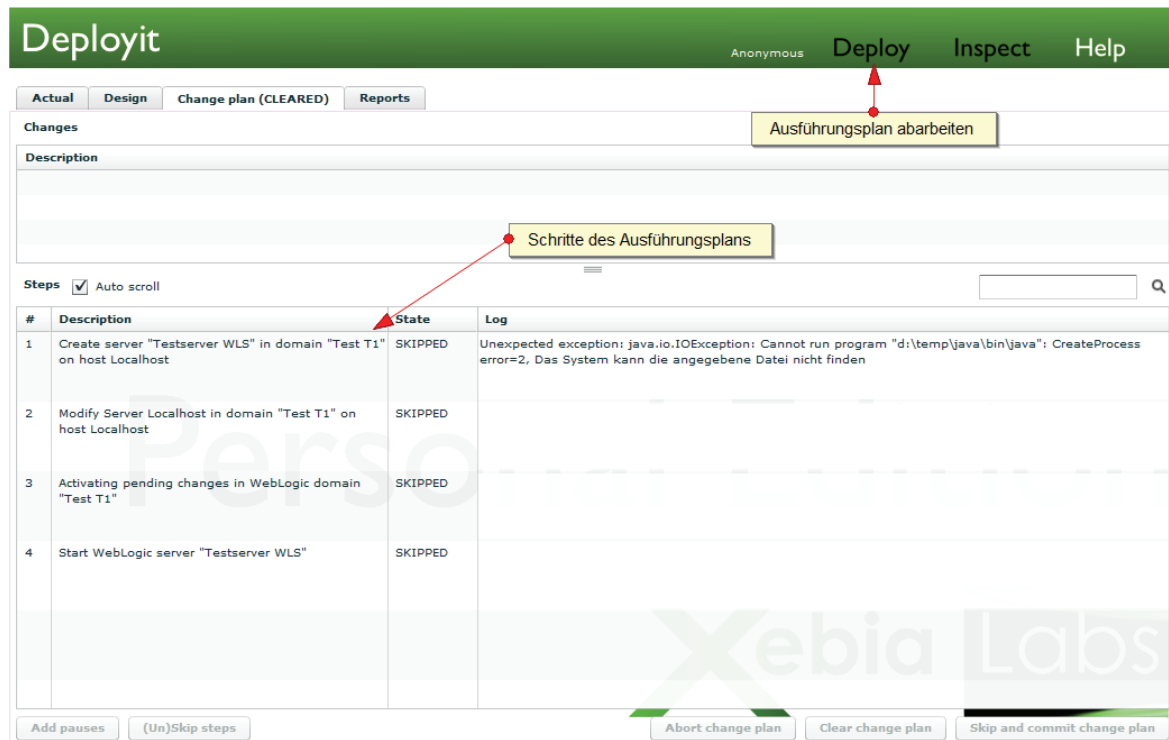 Deployit
Anonymous Deploy Inspect Help
Actual Design Change plan (CLEARED) Reports
Ausführungsplan abarbeiten
Changes
Description
Schritte des Ausführungsplans
Steps Auto scroll
# Description State Log
1 Create server "Testserver WLS" in domain "Test T1" SKIPPED Unexpected exception: java.io.IOException: Cannot run program "d:\temp\java\bin\java": CreateProcess
on host Localhost error=2, Das System kann die angegebene Datei nicht finden
2 Modify Server Localhost in domain "Test T1" on SKIPPED
host Localhost
Personal Edition
3 Activating pending changes in WebLogic domain SKIPPED
"Test T1"
4 Start WebLogic server "Testserver WLS" SKIPPED
Xebia Labs
Add pauses (Un)Skip steps Abort change plan Clear change plan Skip and commit change plan